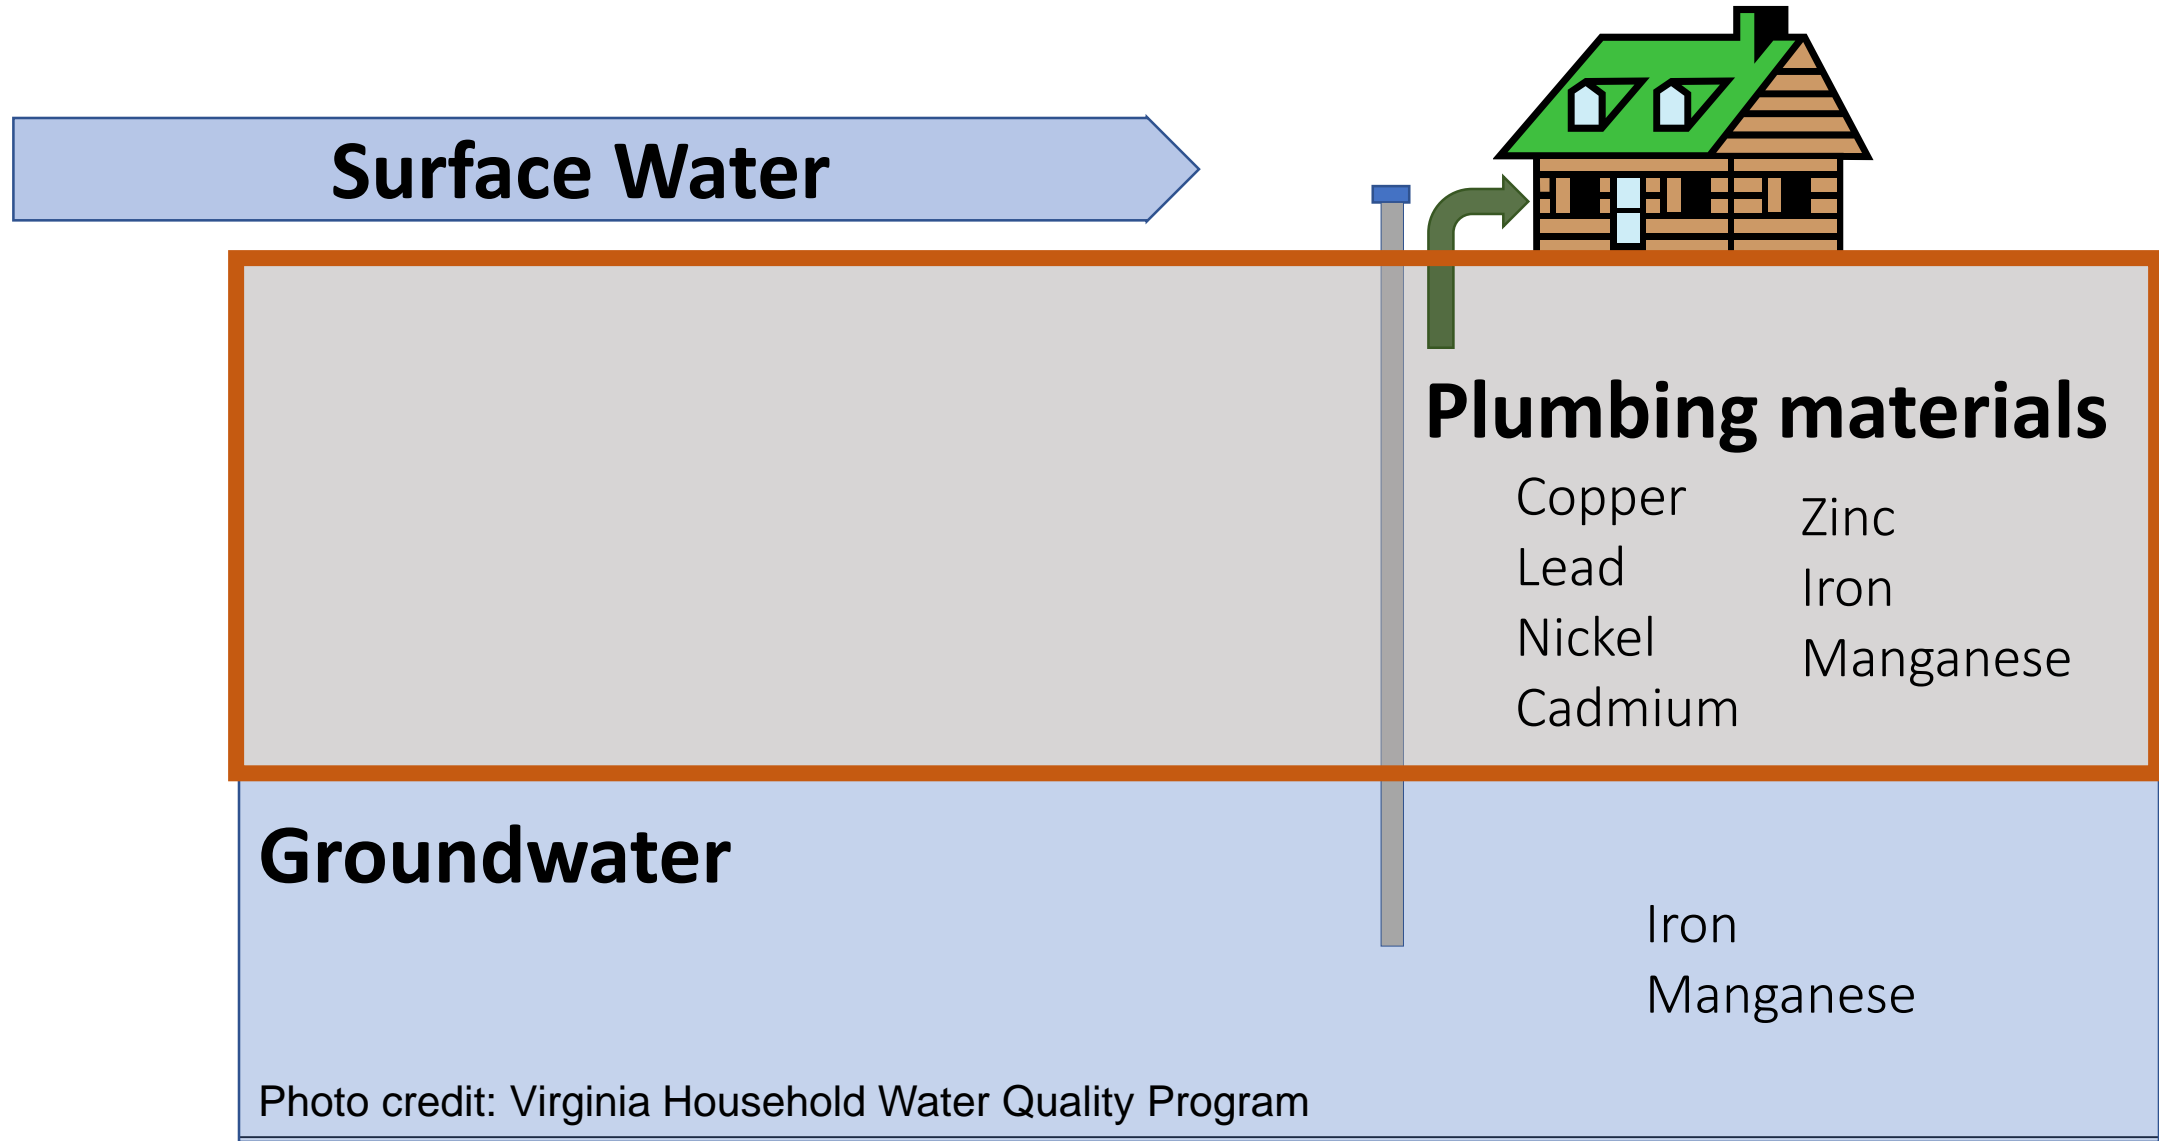 Surface Water
Plumbing materials
Copper
Lead
Nickel
Cadmium
Zinc
Iron
Manganese
Groundwater
Iron
Manganese
Photo credit: Virginia Household Water Quality Program